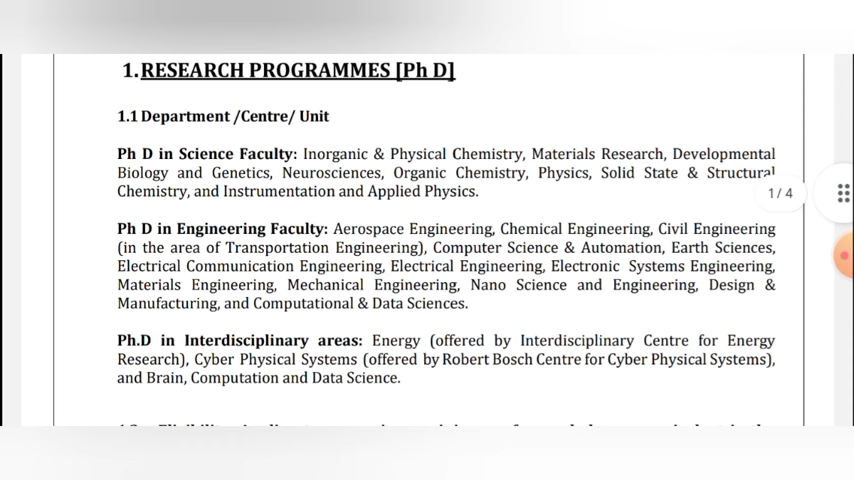 1.RESEARCH PROGRAMMES [Ph D]
1.1 Department /Centre/ Unit
Ph D in Science Faculty: Inorganic & Physical Chemistry, Materials Research, Developmental
Biology and Genetics, Neurosciences, Organic Chemistry, Physics, Solid State & Structural
Chemistry, and Instrumentation and Applied Physics.
1 / 4
Ph D in Engineering Faculty: Aerospace Engineering, Chemical Engineering, Civil Engineering
(in the area of Transportation Engineering), Computer Science & Automation, Earth Sciences,
Electrical Communication Engineering, Electrical Engineering, Electronic Systems Engineering,
Materials Engineering, Mechanical Engineering, Nano Science and Engineering, Design &
Manufacturing, and Computational & Data Sciences.
Ph.D in Interdisciplinary areas: Energy (offered by Interdisciplinary Centre for Energy
Research), Cyber Physical Systems (offered by Robert Bosch Centre for Cyber Physical Systems),
and Brain, Computation and Data Science.